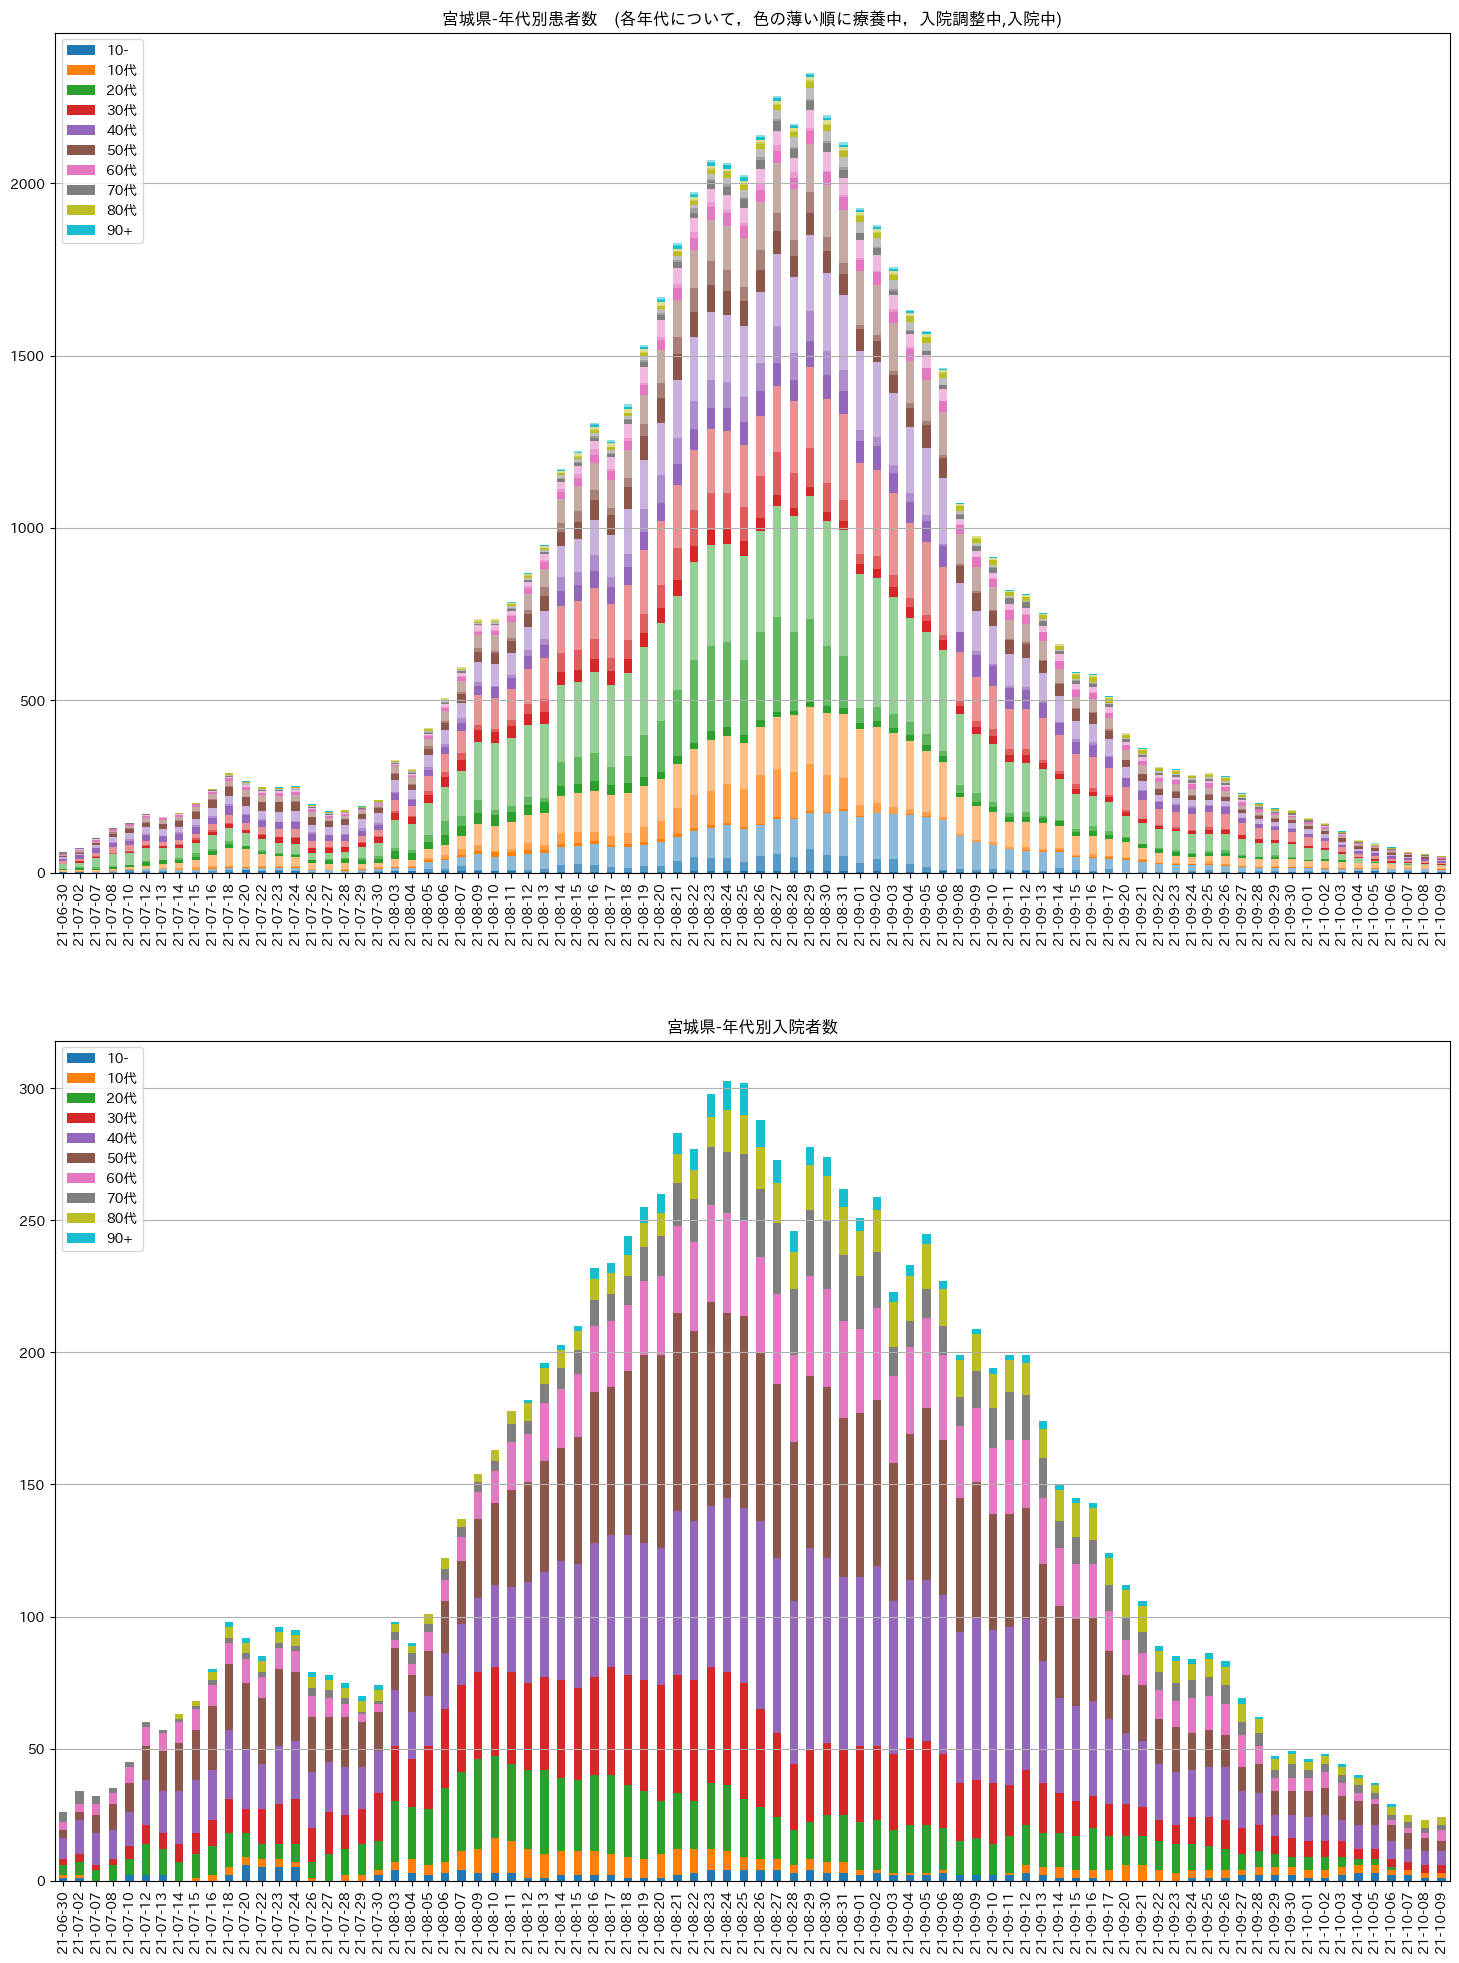 宮城県-年代別患者数　(各年代について，色の薄い順に療養中，入院調整中,入院中)
10-
10代
20代
30代
40代
50代
60代
70代
80代
90+
2000
1500
1000
500
0
21-06-30 21-07-02 21-07-07 21-07-08 21-07-10 21-07-12 21-07-13 21-07-14 21-07-15 21-07-16 21-07-18 21-07-20 21-07-22 21-07-23 21-07-24 21-07-26 21-07-27 21-07-28 21-07-29 21-07-30 21-08-03 21-08-04 21-08-05 21-08-06 21-08-07 21-08-09 21-08-10 21-08-11 21-08-12 21-08-13 21-08-14 21-08-15 21-08-16 21-08-17 21-08-18 21-08-19 21-08-20 21-08-21 21-08-22 21-08-23 21-08-24 21-08-25 21-08-26 21-08-27 21-08-28 21-08-29 21-08-30 21-08-31 21-09-01 21-09-02 21-09-03 21-09-04 21-09-05 21-09-06 21-09-08 21-09-09 21-09-10 21-09-11 21-09-12 21-09-13 21-09-14 21-09-15 21-09-16 21-09-17 21-09-20 21-09-21 21-09-22 21-09-23 21-09-24 21-09-25 21-09-26 21-09-27 21-09-28 21-09-29 21-09-30 21-10-01 21-10-02 21-10-03 21-10-04 21-10-05 21-10-06 21-10-07 21-10-08 21-10-09
宮城県-年代別入院者数
10-
10代
20代
30代
40代
50代
60代
70代
80代
90+
300
250
200
150
100
50
0
21-06-30 21-07-02 21-07-07 21-07-08 21-07-10 21-07-12 21-07-13 21-07-14 21-07-15 21-07-16 21-07-18 21-07-20 21-07-22 21-07-23 21-07-24 21-07-26 21-07-27 21-07-28 21-07-29 21-07-30 21-08-03 21-08-04 21-08-05 21-08-06 21-08-07 21-08-09 21-08-10 21-08-11 21-08-12 21-08-13 21-08-14 21-08-15 21-08-16 21-08-17 21-08-18 21-08-19 21-08-20 21-08-21 21-08-22 21-08-23 21-08-24 21-08-25 21-08-26 21-08-27 21-08-28 21-08-29 21-08-30 21-08-31 21-09-01 21-09-02 21-09-03 21-09-04 21-09-05 21-09-06 21-09-08 21-09-09 21-09-10 21-09-11 21-09-12 21-09-13 21-09-14 21-09-15 21-09-16 21-09-17 21-09-20 21-09-21 21-09-22 21-09-23 21-09-24 21-09-25 21-09-26 21-09-27 21-09-28 21-09-29 21-09-30 21-10-01 21-10-02 21-10-03 21-10-04 21-10-05 21-10-06 21-10-07 21-10-08 21-10-09